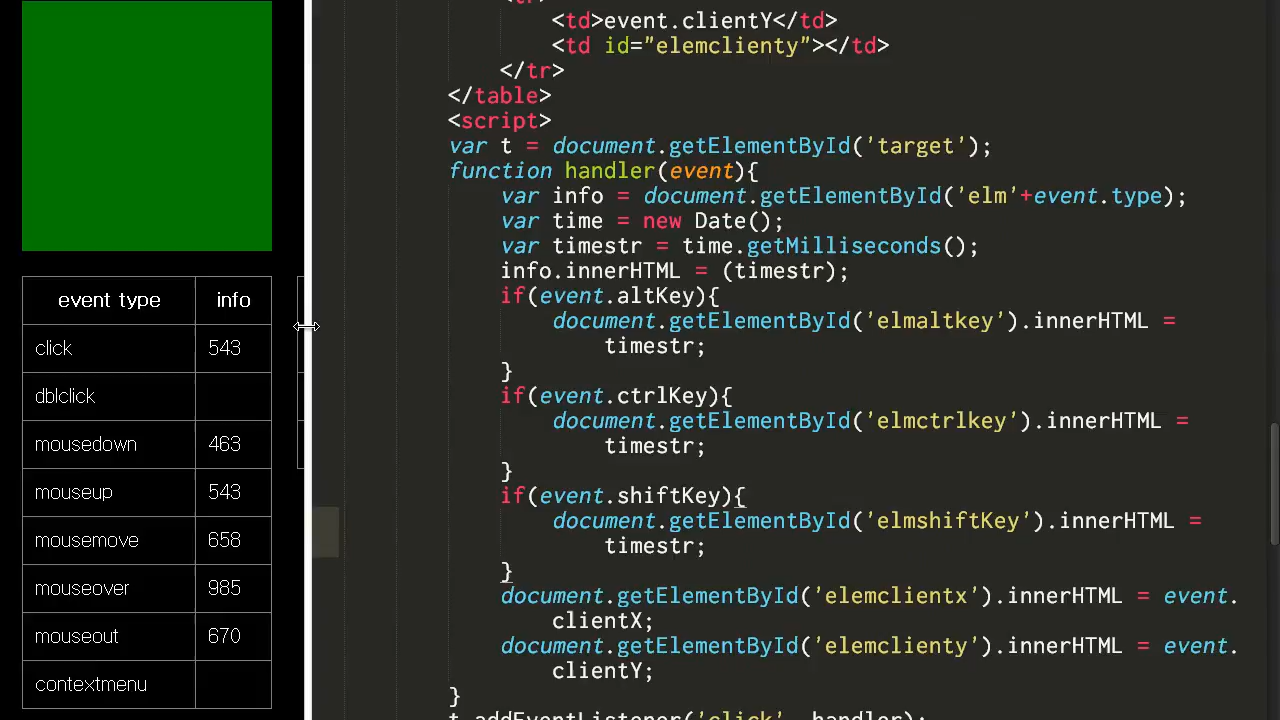 event type info
click 543
dblclick
mousedown 463
mouseup 543
mousemove 658
mouseover 985
mouseout 670
contextmenu
<td>event.clientY</td>
<td id="elemclienty"></td>
</tr>
</table>
<script>
var t = document.getElementById('target');
function handler(event){
var info = document.getElementById('elm'+event.type);
var time = new Date();
var timestr = time.getMilliseconds();
info.innerHTML = (timestr);
if(event.altKey){
document.getElementById('elmaltkey').innerHTML =
timestr;
}
if(event.ctrlKey){
document.getElementById('elmctrlkey').innerHTML =
timestr;
}
if(event.shiftKey){
document.getElementById('elmshiftKey').innerHTML =
timestr;
}
document.getElementById('elemclientx').innerHTML = event.
clientX;
document.getElementById('elemclienty').innerHTML = event.
clientY;
}
t.addEventListener('click', handler);